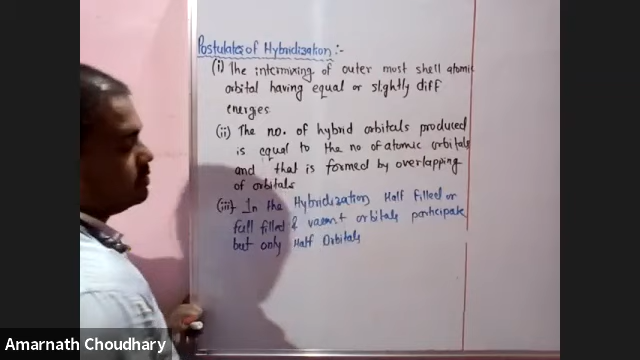 Postulates of Hybridization :-
(i) The intermixing of outer most shell atomic
orbital having equal or slightly diff
energies.
(ii) The no. of hybrid orbitals produced
is equal to the no of atomic orbitals
and that is formed by overlapping
of orbitals
(iii) In the Hybridization, Half filled or
full filled & vacant orbitals participate
but only Half Orbitals
Amarnath Choudhary